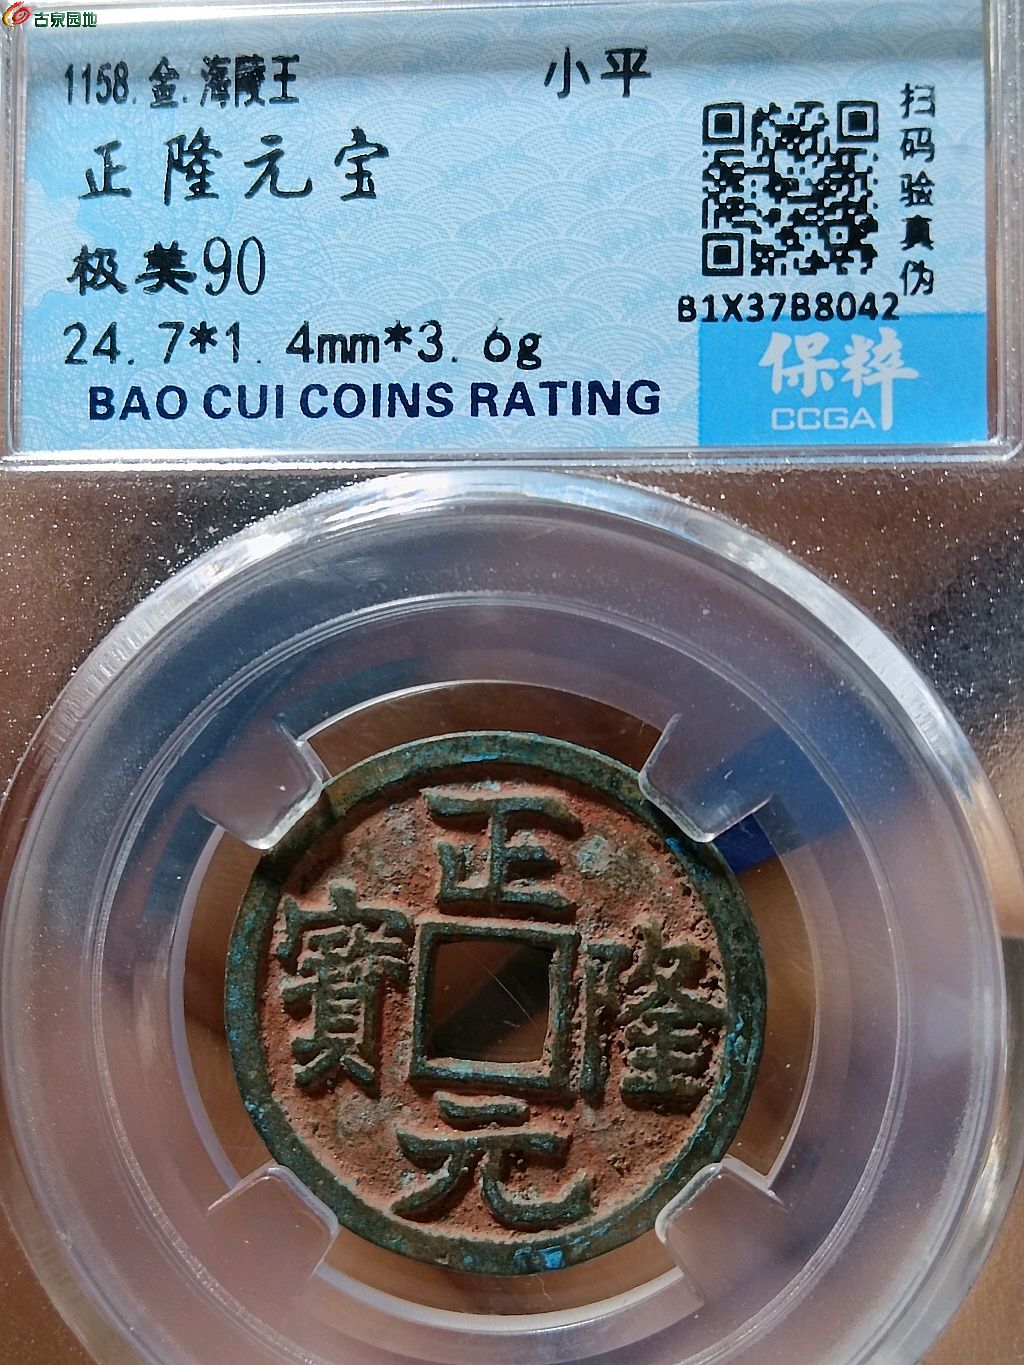 古泉园地
1158.金.海陵王
小平
正隆元宝
极美90
24.7*1.4mm*3.6g
BAO CUI COINS RATING
扫码验真伪
B1X37B8042
保粹
CCGA
正隆元寳